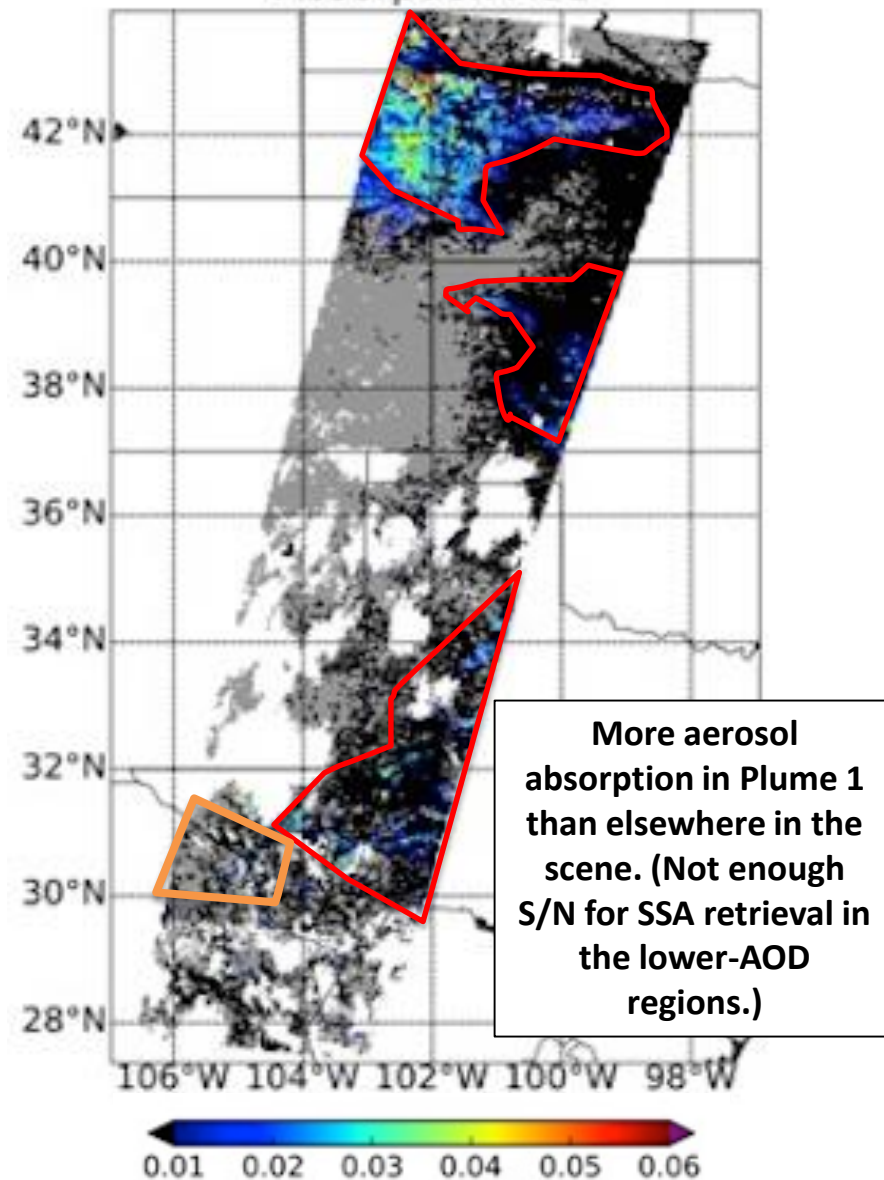 42°N
40°N
38°N
36°N
34°N
32°N
30°N
28°N
More aerosol
absorption in Plume 1
than elsewhere in the
scene. (Not enough
S/N for SSA retrieval in
the lower-AOD
regions.)
106°W 104°W 102°W 100°W 98°W
0.01 0.02 0.03 0.04 0.05 0.06